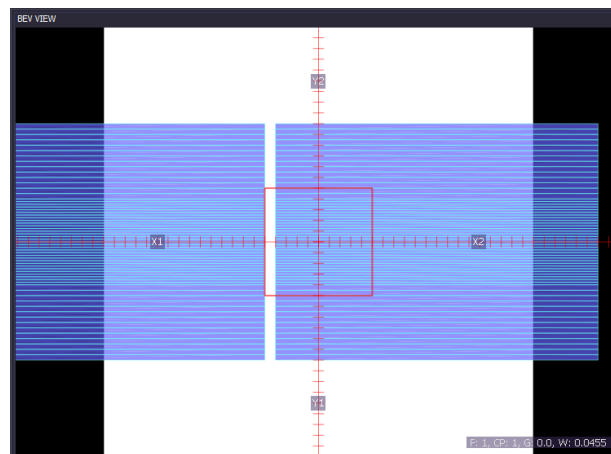 BEV VIEW
Y2
X1 X2
Y1
F: 1, CP: 1, G: 0.0, W: 0.0455